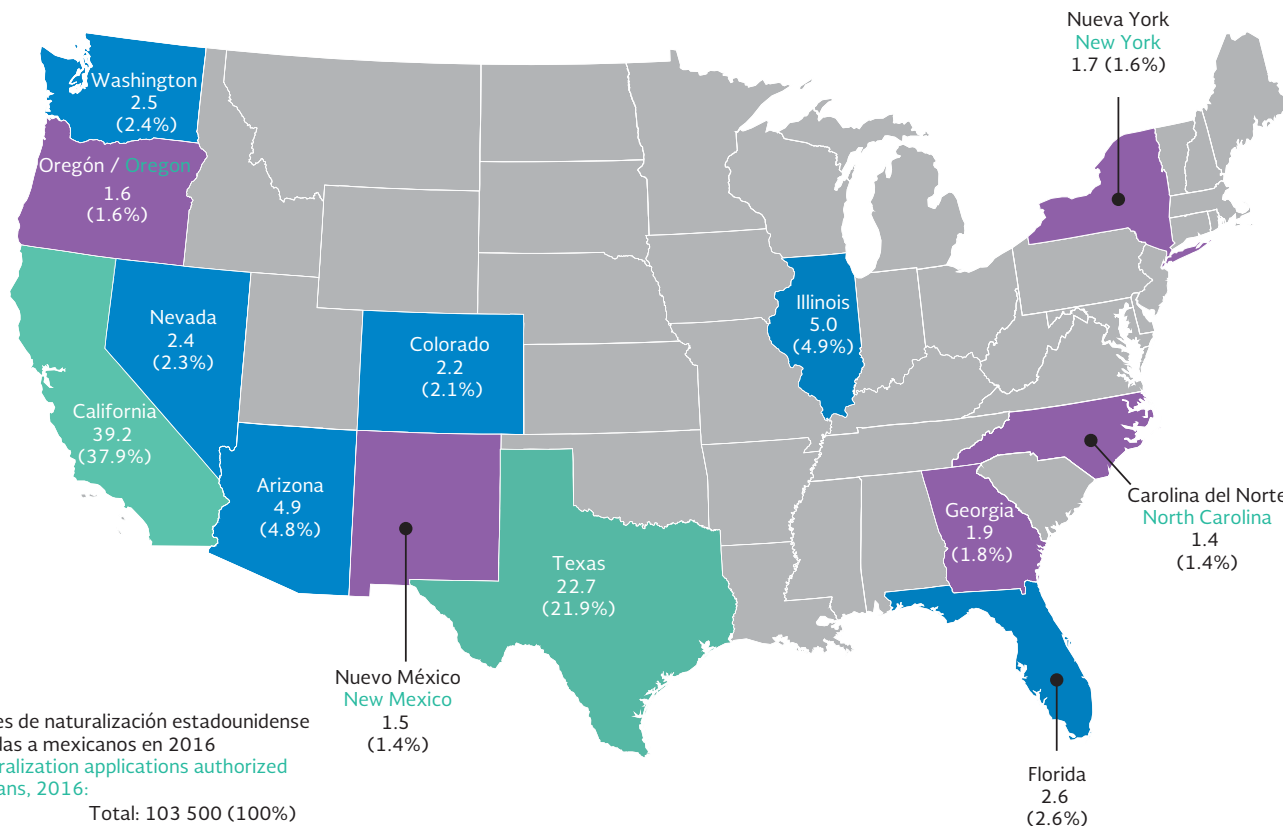 Nueva York
New York
1.7 (1.6%)
Washington
2.5
(2.4%)
Oregón / Oregon
1.6
(1.6%)
Nevada
2.4
(2.3%)
Colorado
2.2
(2.1%)
Illinois
5.0
(4.9%)
California
39.2
(37.9%)
Arizona
4.9
(4.8%)
Georgia
1.9
(1.8%)
Carolina del Norte
North Carolina
1.4
(1.4%)
Texas
22.7
(21.9%)
Nuevo México
New Mexico
1.5
(1.4%)
Florida
2.6
(2.6%)
es de naturalización estadounidense
das a mexicanos en 2016
ralization applications authorized
ans, 2016:
Total: 103 500 (100%)